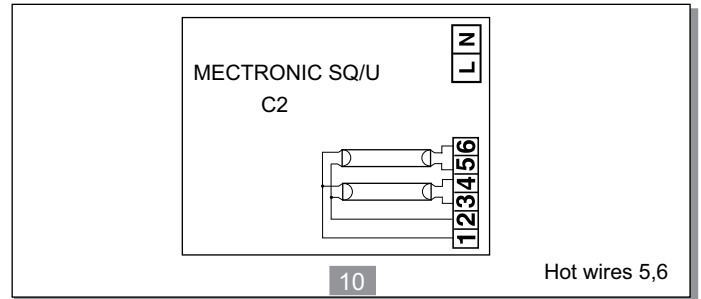 MECTRONIC SQ/U
C2
L N
1 2 3 4 5 6
10
Hot wires 5,6